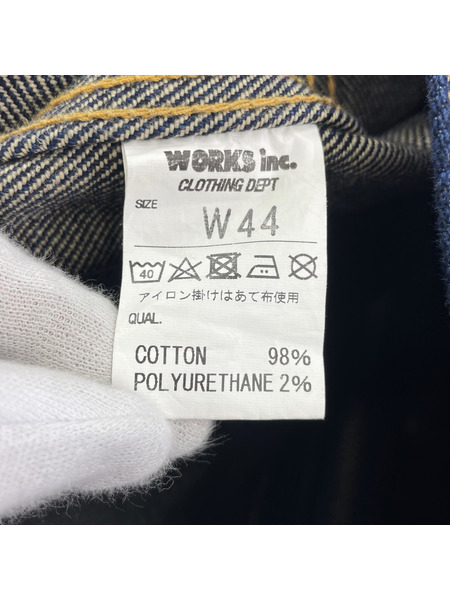 WORKS inc.
CLOTHING DEPT
SIZE
W44
40
アイロン掛けはあて布使用
QUAL.
COTTON 98%
POLYURETHANE 2%